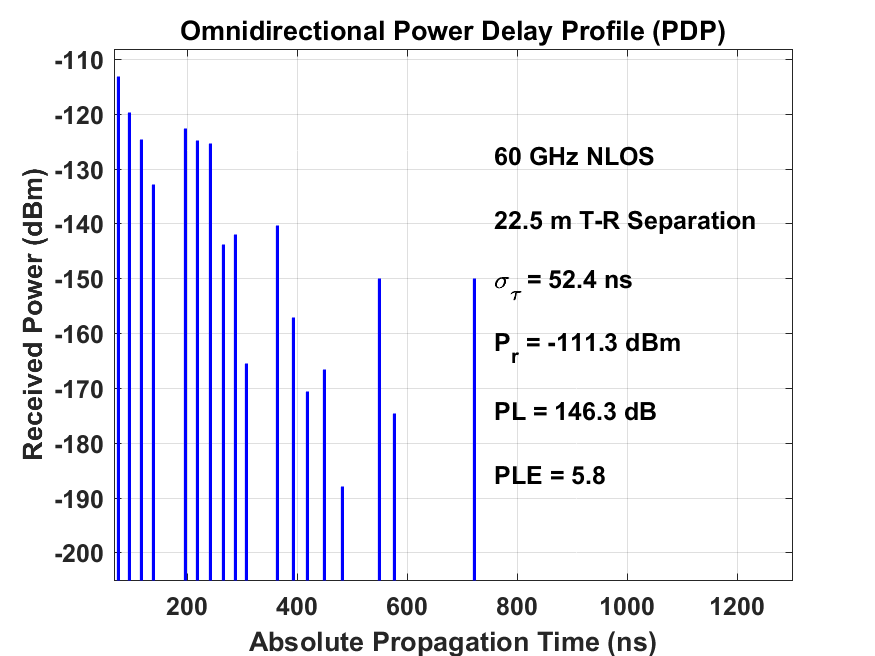 Omnidirectional Power Delay Profile (PDP)
Received Power (dBm)
-110
-120
-130
-140
-150
-160
-170
-180
-190
-200
60 GHz NLOS
22.5 m T-R Separation
σ_τ = 52.4 ns
P_r = -111.3 dBm
PL = 146.3 dB
PLE = 5.8
200 400 600 800 1000 1200
Absolute Propagation Time (ns)